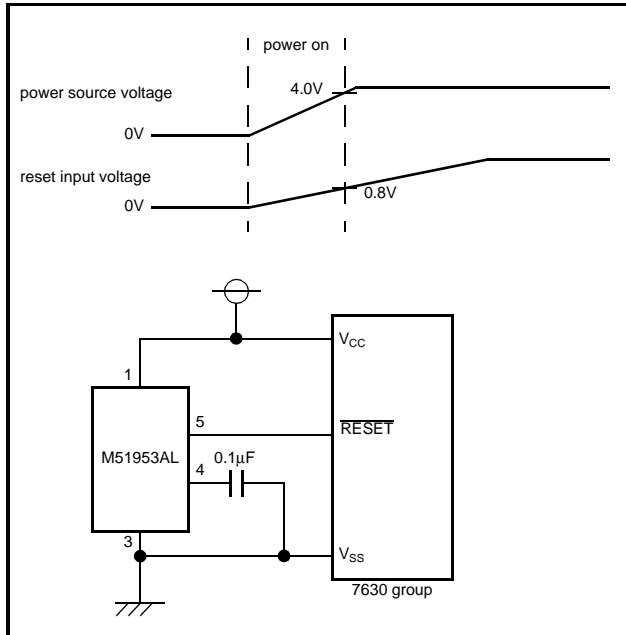 power on
power source voltage
4.0V
0V
reset input voltage
0V
0.8V
1
VCC
5
RESET
M51953AL
4
0.1µF
3
VSS
7630 group